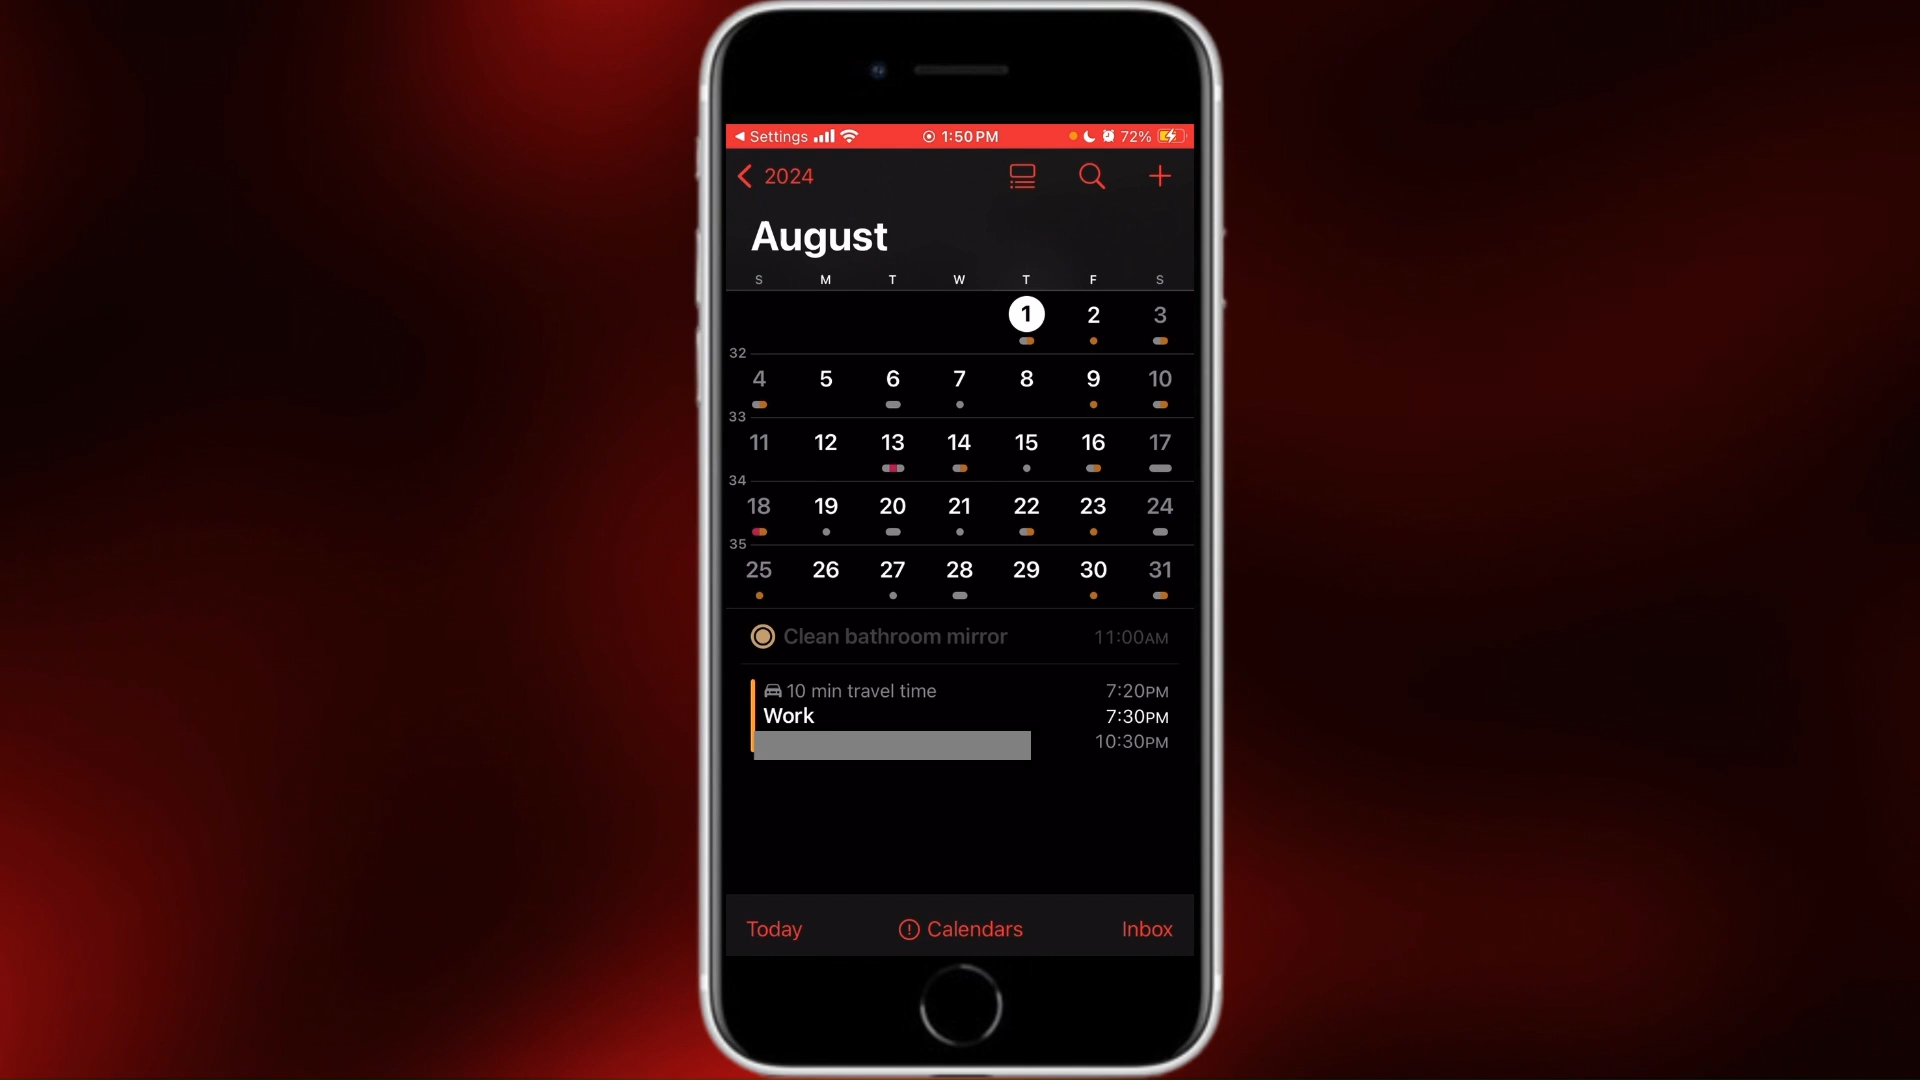 Settings 1:50 PM 72%
2024
August
S M T W T F S
1 2 3
32
4 5 6 7 8 9 10
33
11 12 13 14 15 16 17
34
18 19 20 21 22 23 24
35
25 26 27 28 29 30 31
Clean bathroom mirror 11:00AM
10 min travel time 7:20PM
Work 7:30PM
10:30PM
Today Calendars Inbox